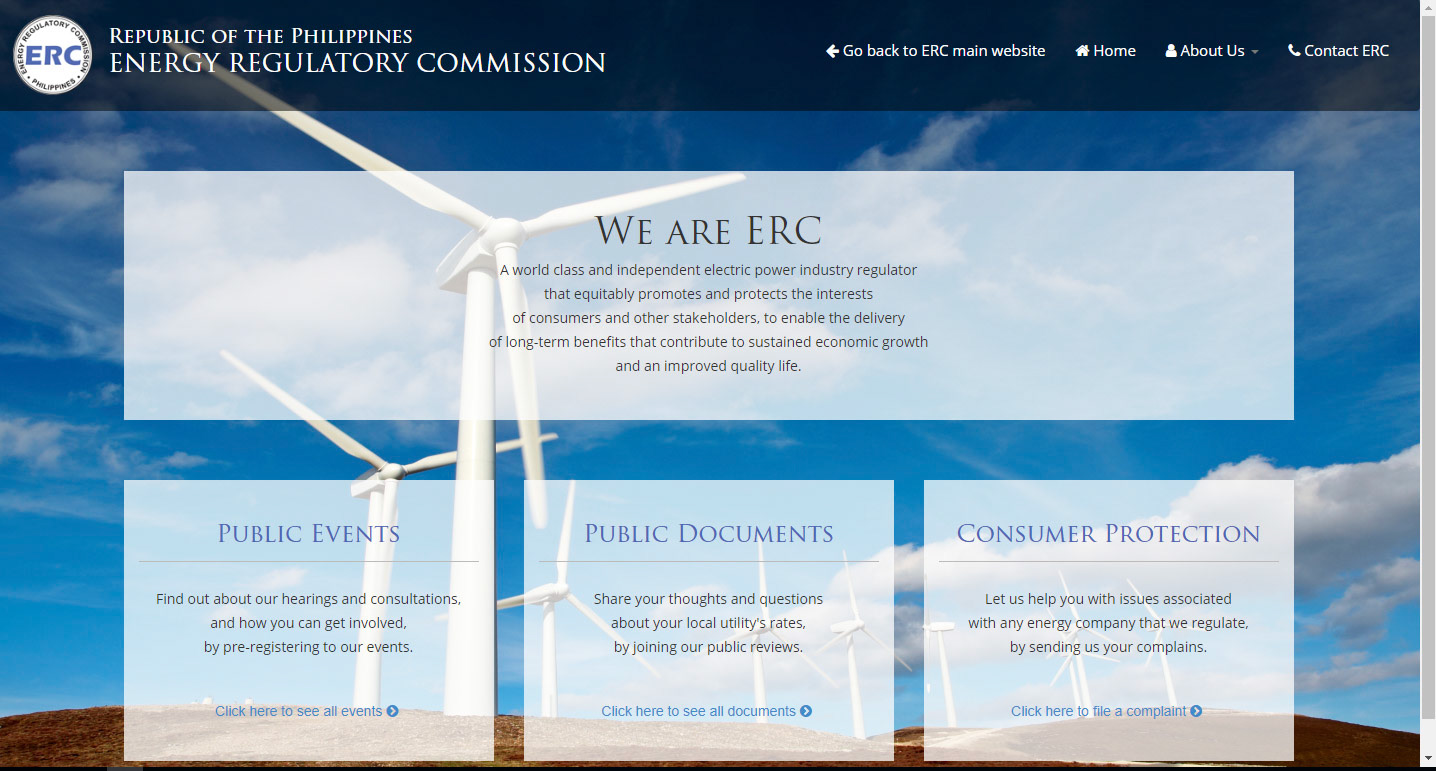 ENERGY REGULATORY COMMISSION
ERC
• PHILIPPINES •
REPUBLIC OF THE PHILIPPINES
ENERGY REGULATORY COMMISSION
Go back to ERC main website
Home
About Us
Contact ERC
WE ARE ERC
A world class and independent electric power industry regulator
that equitably promotes and protects the interests
of consumers and other stakeholders, to enable the delivery
of long-term benefits that contribute to sustained economic growth
and an improved quality life.
PUBLIC EVENTS
Find out about our hearings and consultations,
and how you can get involved,
by pre-registering to our events.
Click here to see all events
PUBLIC DOCUMENTS
Share your thoughts and questions
about your local utility's rates,
by joining our public reviews.
Click here to see all documents
CONSUMER PROTECTION
Let us help you with issues associated
with any energy company that we regulate,
by sending us your complains.
Click here to file a complaint